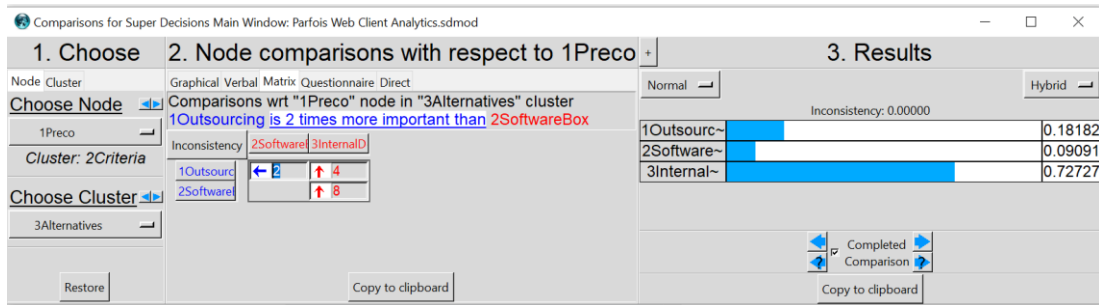 Comparisons for Super Decisions Main Window: Parfois Web Client Analytics.sdmod
1. Choose
Node Cluster
Choose Node
1Preco
Cluster: 2Criteria
Choose Cluster
3Alternatives
Restore
2. Node comparisons with respect to 1Preco
+
Graphical Verbal Matrix Questionnaire Direct
Comparisons wrt "1Preco" node in "3Alternatives" cluster
1Outsourcing is 2 times more important than 2SoftwareBox
Inconsistency 2Softwarel 3InternalD
1Outsourc 2 4
2Softwarel 8
Copy to clipboard
3. Results
Normal Hybrid
Inconsistency: 0.00000
1Outsourc~ 0.18182
2Software~ 0.09091
3Internal~ 0.72727
Completed
Comparison
Copy to clipboard